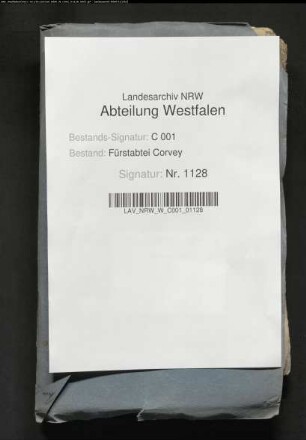 Landesarchiv NRW
Abteilung Westfalen
Bestands-Signatur: C 001
Bestand: Fürstabtei Corvey
Signatur: Nr. 1128
LAV_NRW_W_C001_01128